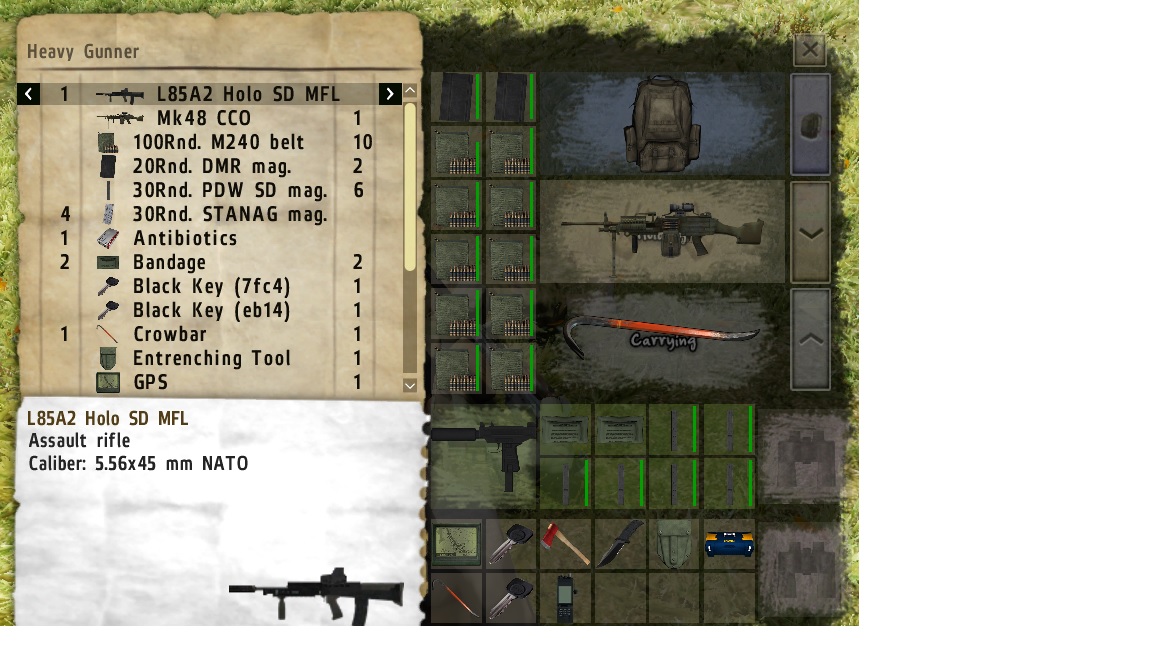 Heavy Gunner
1 L85A2 Holo SD MFL
Mk48 CCO 1
100Rnd. M240 belt 10
20Rnd. DMR mag. 2
30Rnd. PDW SD mag. 6
4 30Rnd. STANAG mag.
1 Antibiotics
2 Bandage 2
Black Key (7fc4) 1
Black Key (eb14) 1
1 Crowbar 1
Entrenching Tool 1
GPS 1
L85A2 Holo SD MFL
Assault rifle
Caliber: 5.56x45 mm NATO
Carrying